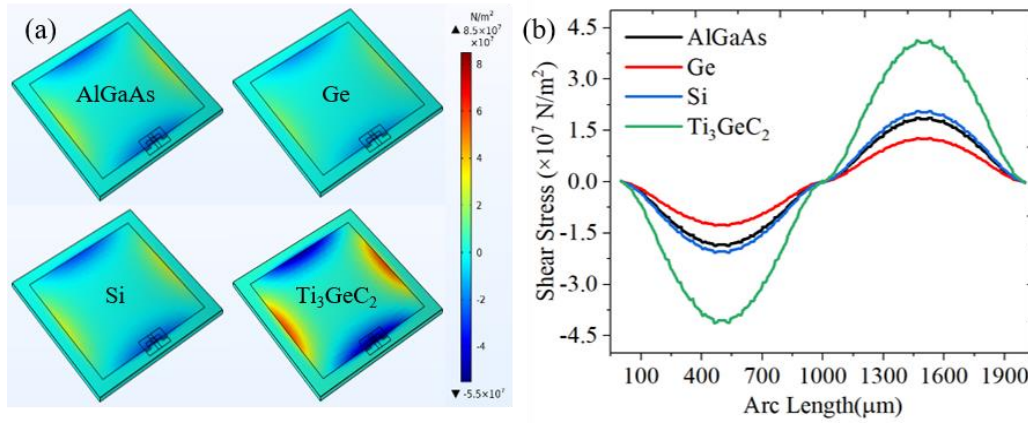 (a)
N/m²
▲ 8.5×10⁷
×10⁷
8
6
4
2
0
-2
-4
▼ -5.5×10⁷
AlGaAs
Ge
Si
Ti₃GeC₂
(b)
AlGaAs
Ge
Si
Ti₃GeC₂
Shear Stress (×10⁷ N/m²)
4.5
3.0
1.5
0.0
-1.5
-3.0
-4.5
100 400 700 1000 1300 1600 1900
Arc Length(μm)